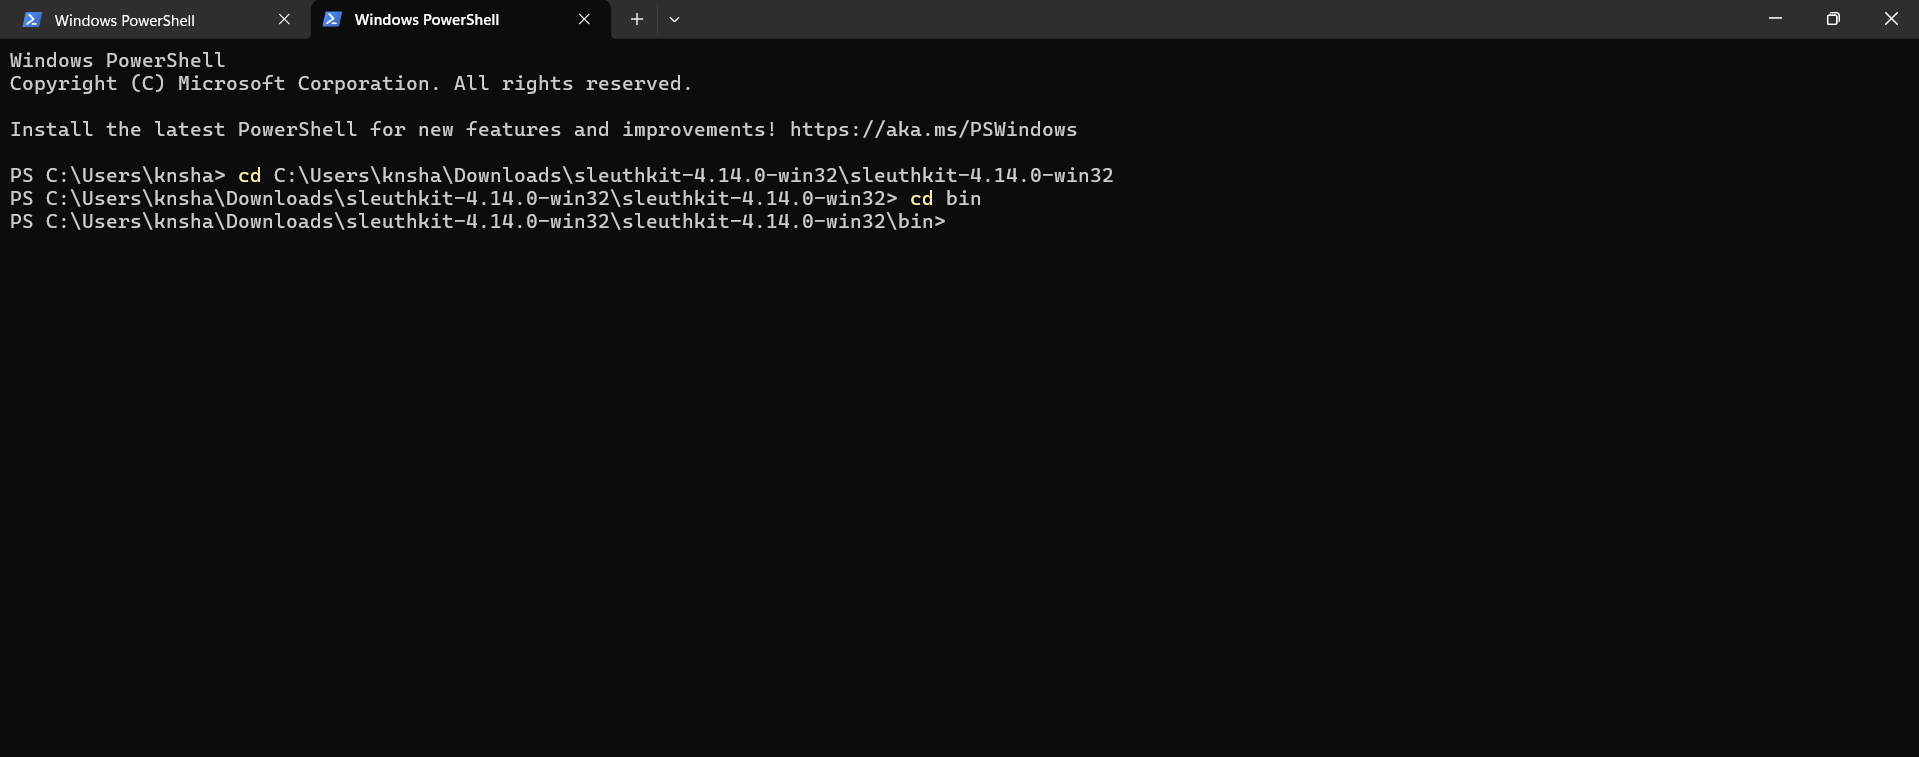 Windows PowerShell
Windows PowerShell
Windows PowerShell
Copyright (C) Microsoft Corporation. All rights reserved.
Install the latest PowerShell for new features and improvements! https://aka.ms/PSWindows
PS C:\Users\knsha> cd C:\Users\knsha\Downloads\sleuthkit-4.14.0-win32\sleuthkit-4.14.0-win32
PS C:\Users\knsha\Downloads\sleuthkit-4.14.0-win32\sleuthkit-4.14.0-win32> cd bin
PS C:\Users\knsha\Downloads\sleuthkit-4.14.0-win32\sleuthkit-4.14.0-win32\bin>